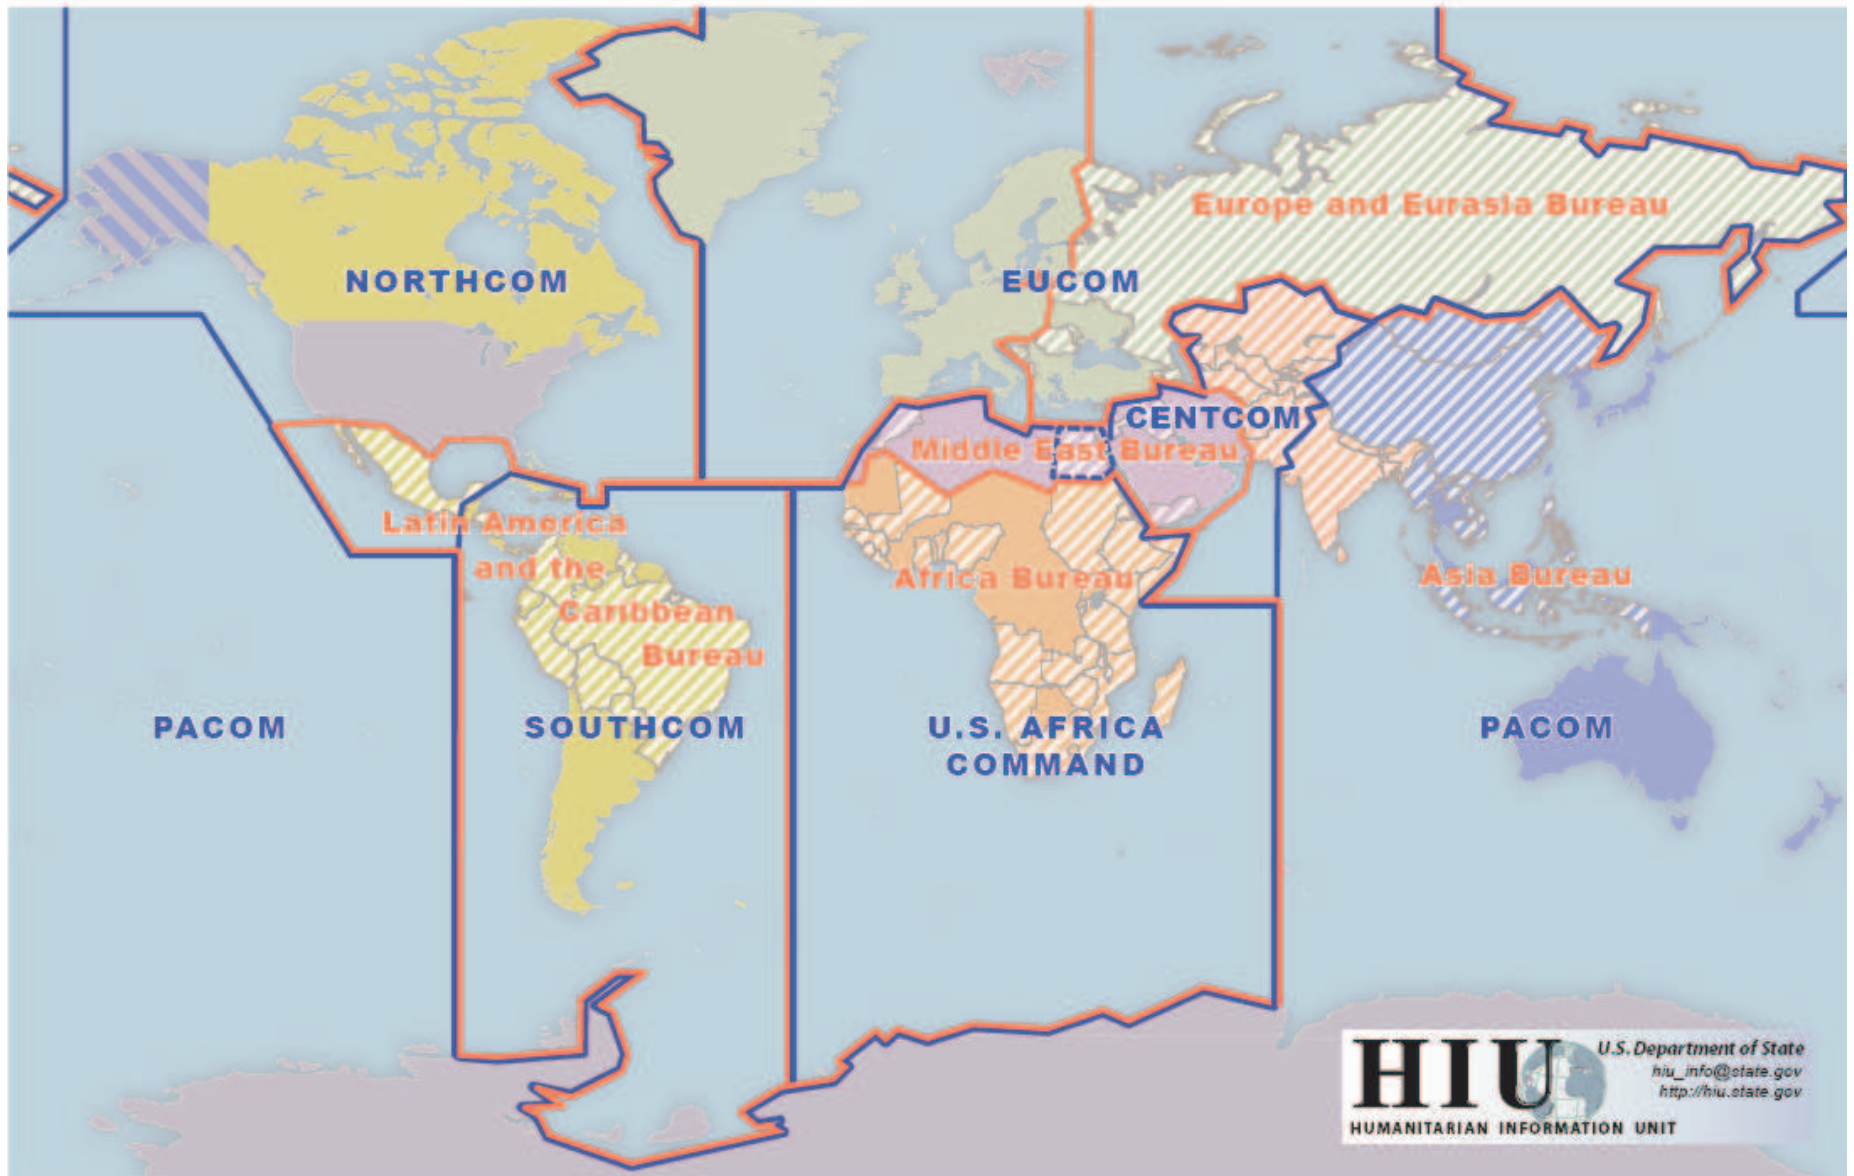 Europe and Eurasia Bureau
NORTHCOM
EUCOM
CENTCOM
Middle East Bureau
Latin America
and the
Caribbean
Bureau
Africa Bureau
Asia Bureau
PACOM
SOUTHCOM
U.S. AFRICA
COMMAND
PACOM
HIU
U.S. Department of State
hiu_info@state.gov
http://hiu.state.gov
HUMANITARIAN INFORMATION UNIT